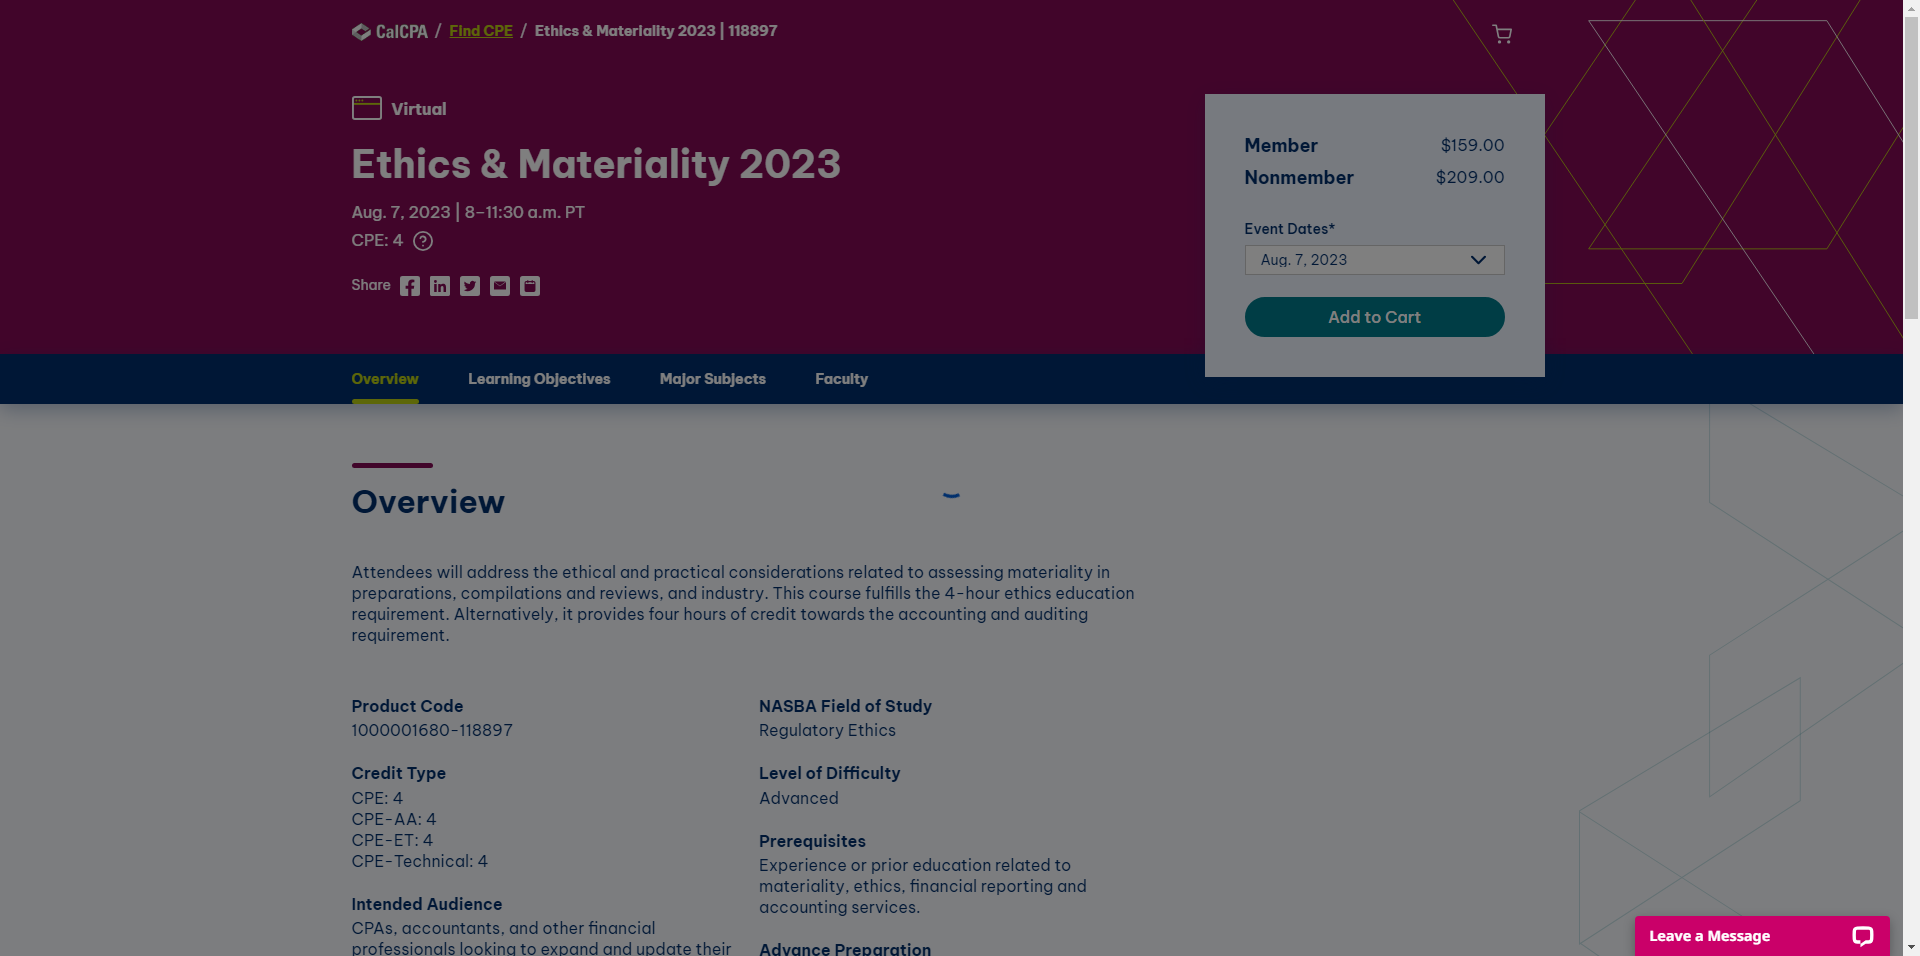 CalCPA / Find CPE / Ethics & Materiality 2023 | 118897
Virtual
Ethics & Materiality 2023
Aug. 7, 2023 | 8–11:30 a.m. PT
CPE: 4 ?
Share
Member $159.00
Nonmember $209.00
Event Dates*
Aug. 7, 2023
Add to Cart
Overview Learning Objectives Major Subjects Faculty
Overview
Attendees will address the ethical and practical considerations related to assessing materiality in
preparations, compilations and reviews, and industry. This course fulfills the 4-hour ethics education
requirement. Alternatively, it provides four hours of credit towards the accounting and auditing
requirement.
Product Code
1000001680-118897
Credit Type
CPE: 4
CPE-AA: 4
CPE-ET: 4
CPE-Technical: 4
Intended Audience
CPAs, accountants, and other financial
professionals looking to expand and update their
NASBA Field of Study
Regulatory Ethics
Level of Difficulty
Advanced
Prerequisites
Experience or prior education related to
materiality, ethics, financial reporting and
accounting services.
Advance Preparation
Leave a Message